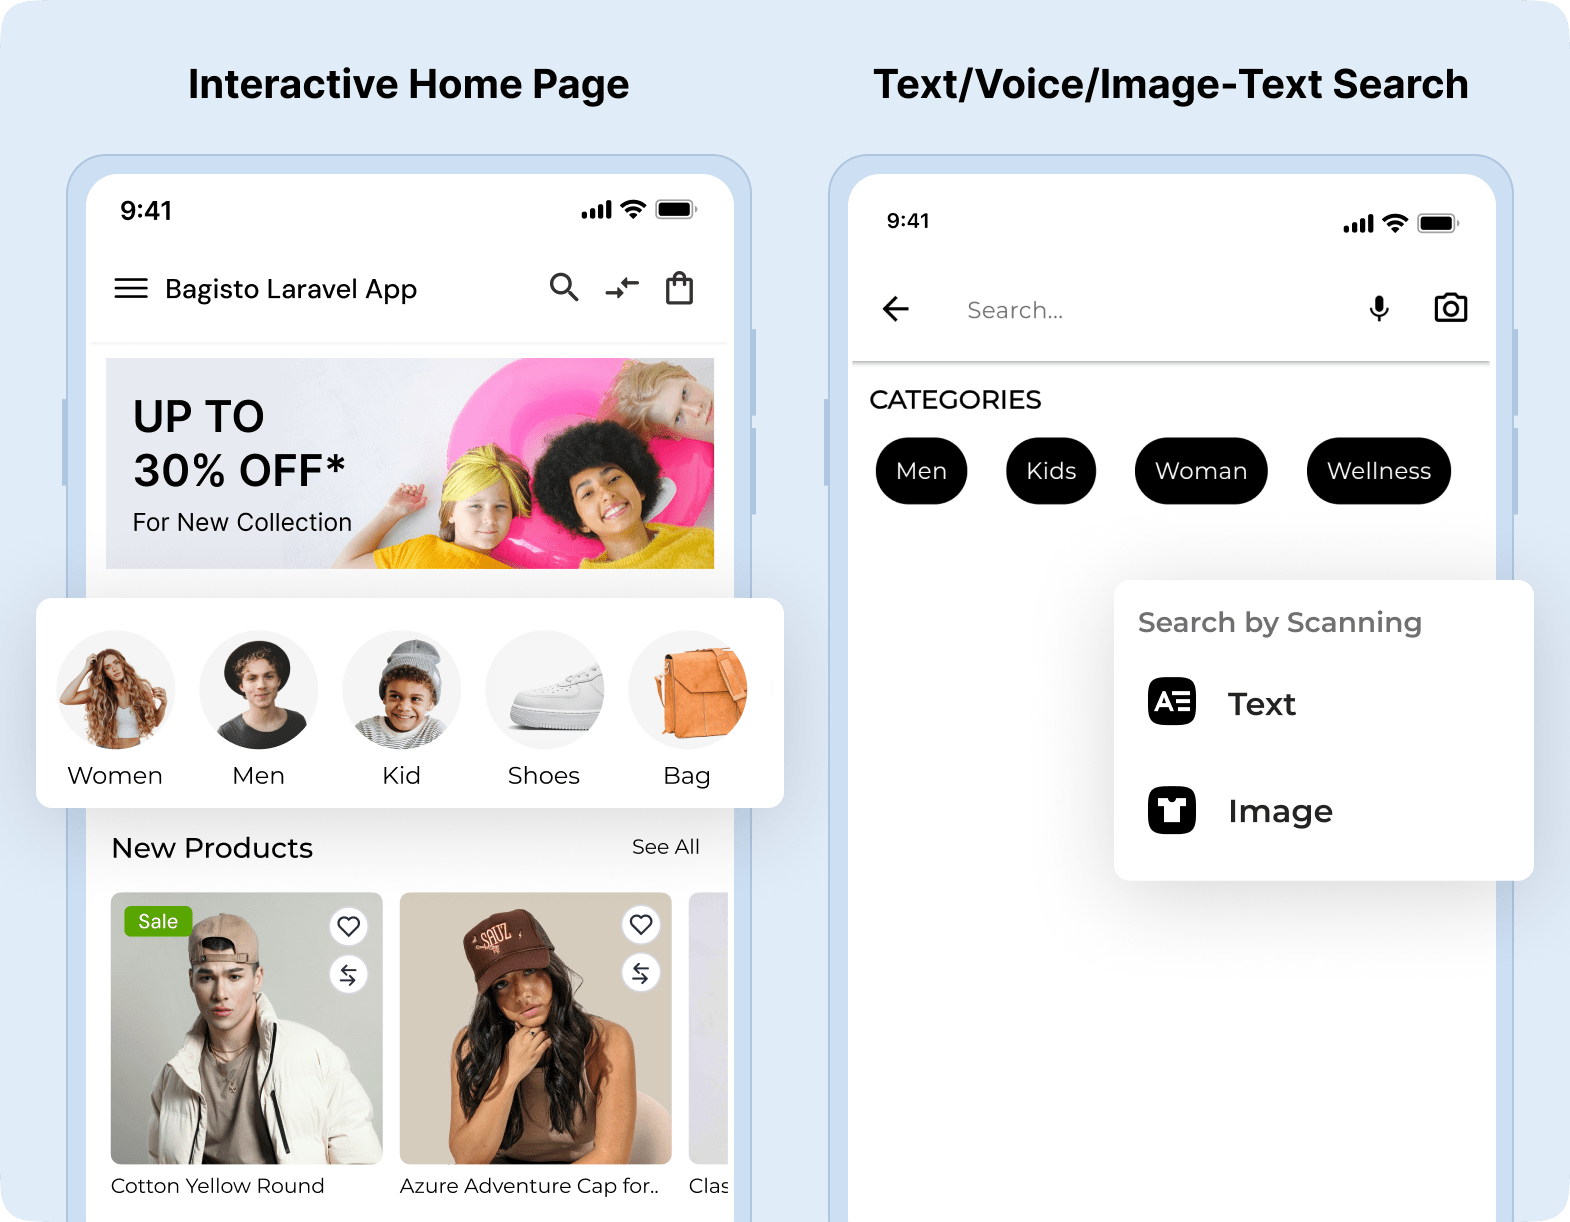 Interactive Home Page
9:41
Bagisto Laravel App
UP TO
30% OFF*
For New Collection
Women
Men
Kid
Shoes
Bag
New Products
See All
Sale
SAUZ
Cotton Yellow Round
Azure Adventure Cap for..
Clas
Text/Voice/Image-Text Search
9:41
Search...
CATEGORIES
Men
Kids
Woman
Wellness
Search by Scanning
A
Text
Image